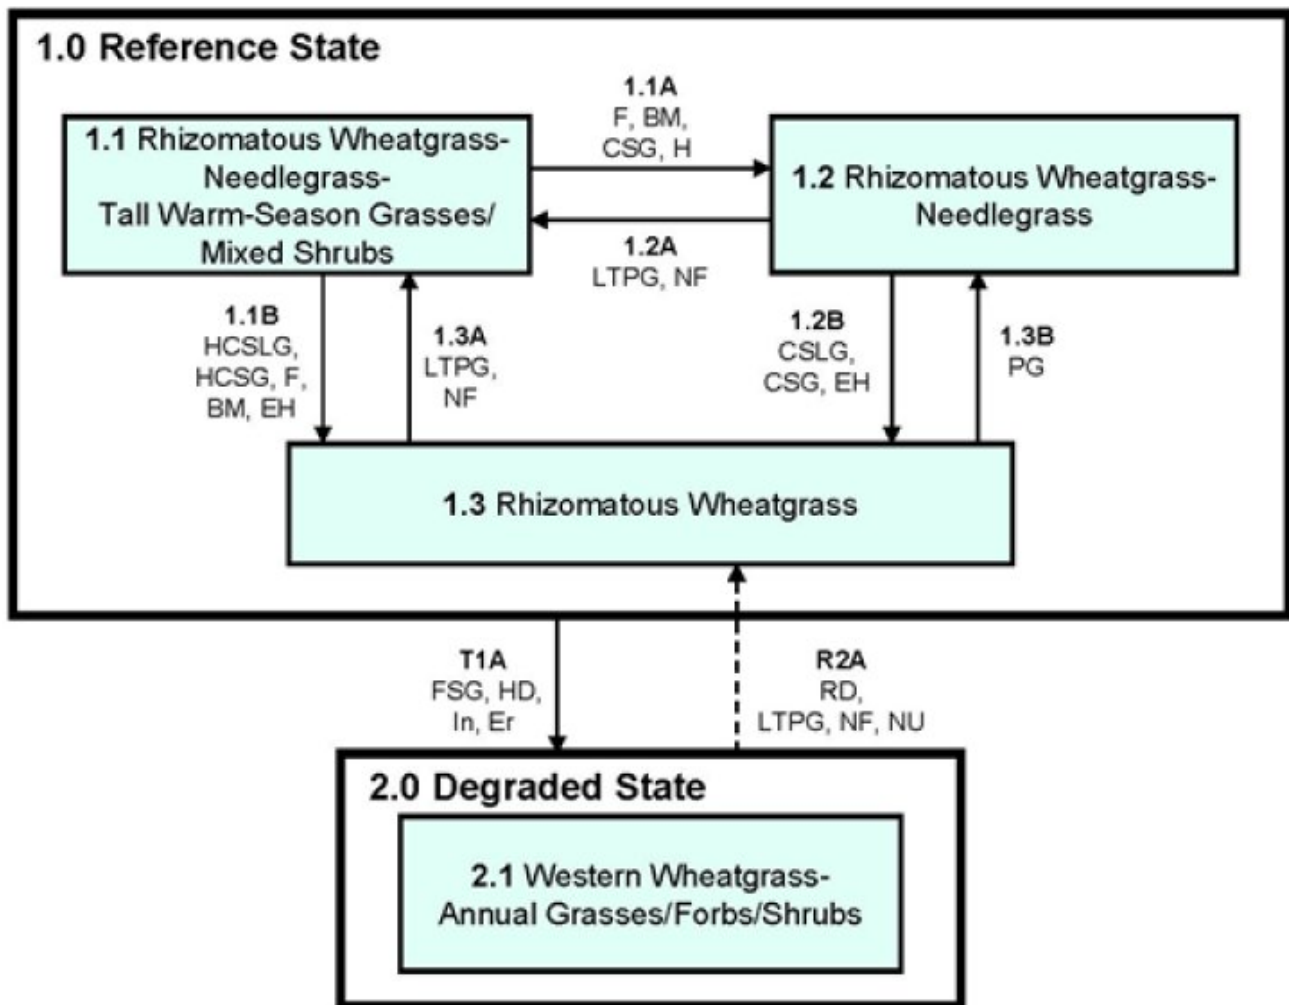 1.0 Reference State
1.1A
F, BM,
CSG, H
1.1 Rhizomatous Wheatgrass-
Needlegrass-
Tall Warm-Season Grasses/
Mixed Shrubs
1.2 Rhizomatous Wheatgrass-
Needlegrass
1.2A
LTPG, NF
1.1B
HCSLG,
HCSG, F,
BM, EH
1.3A
LTPG,
NF
1.2B
CSLG,
CSG, EH
1.3B
PG
1.3 Rhizomatous Wheatgrass
T1A
FSG, HD,
In, Er
R2A
RD,
LTPG, NF, NU
2.0 Degraded State
2.1 Western Wheatgrass-
Annual Grasses/Forbs/Shrubs